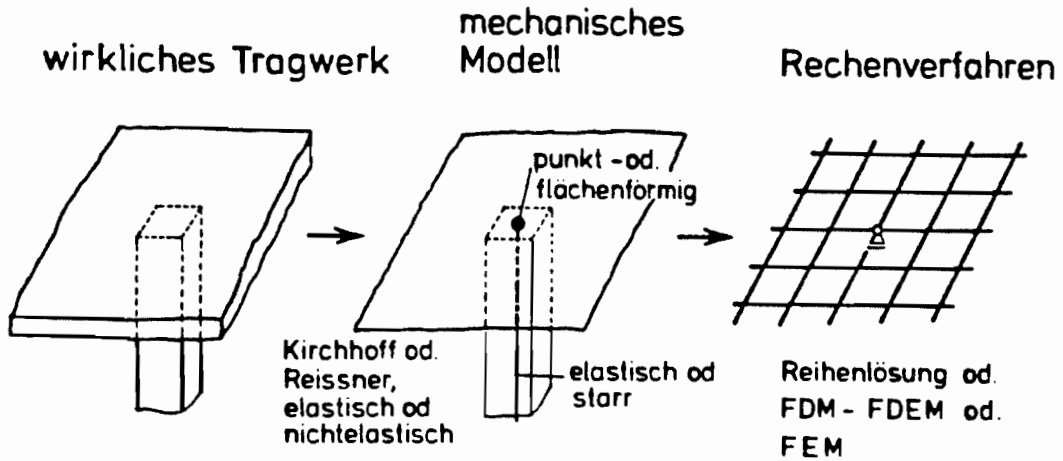 wirkliches Tragwerk
mechanisches
Modell
Rechenverfahren
punkt - od.
flächenförmig
Kirchhoff od.
Reissner,
elastisch od
nichtelastisch
elastisch od
starr
Reihenlösung od.
FDM - FDEM od.
FEM